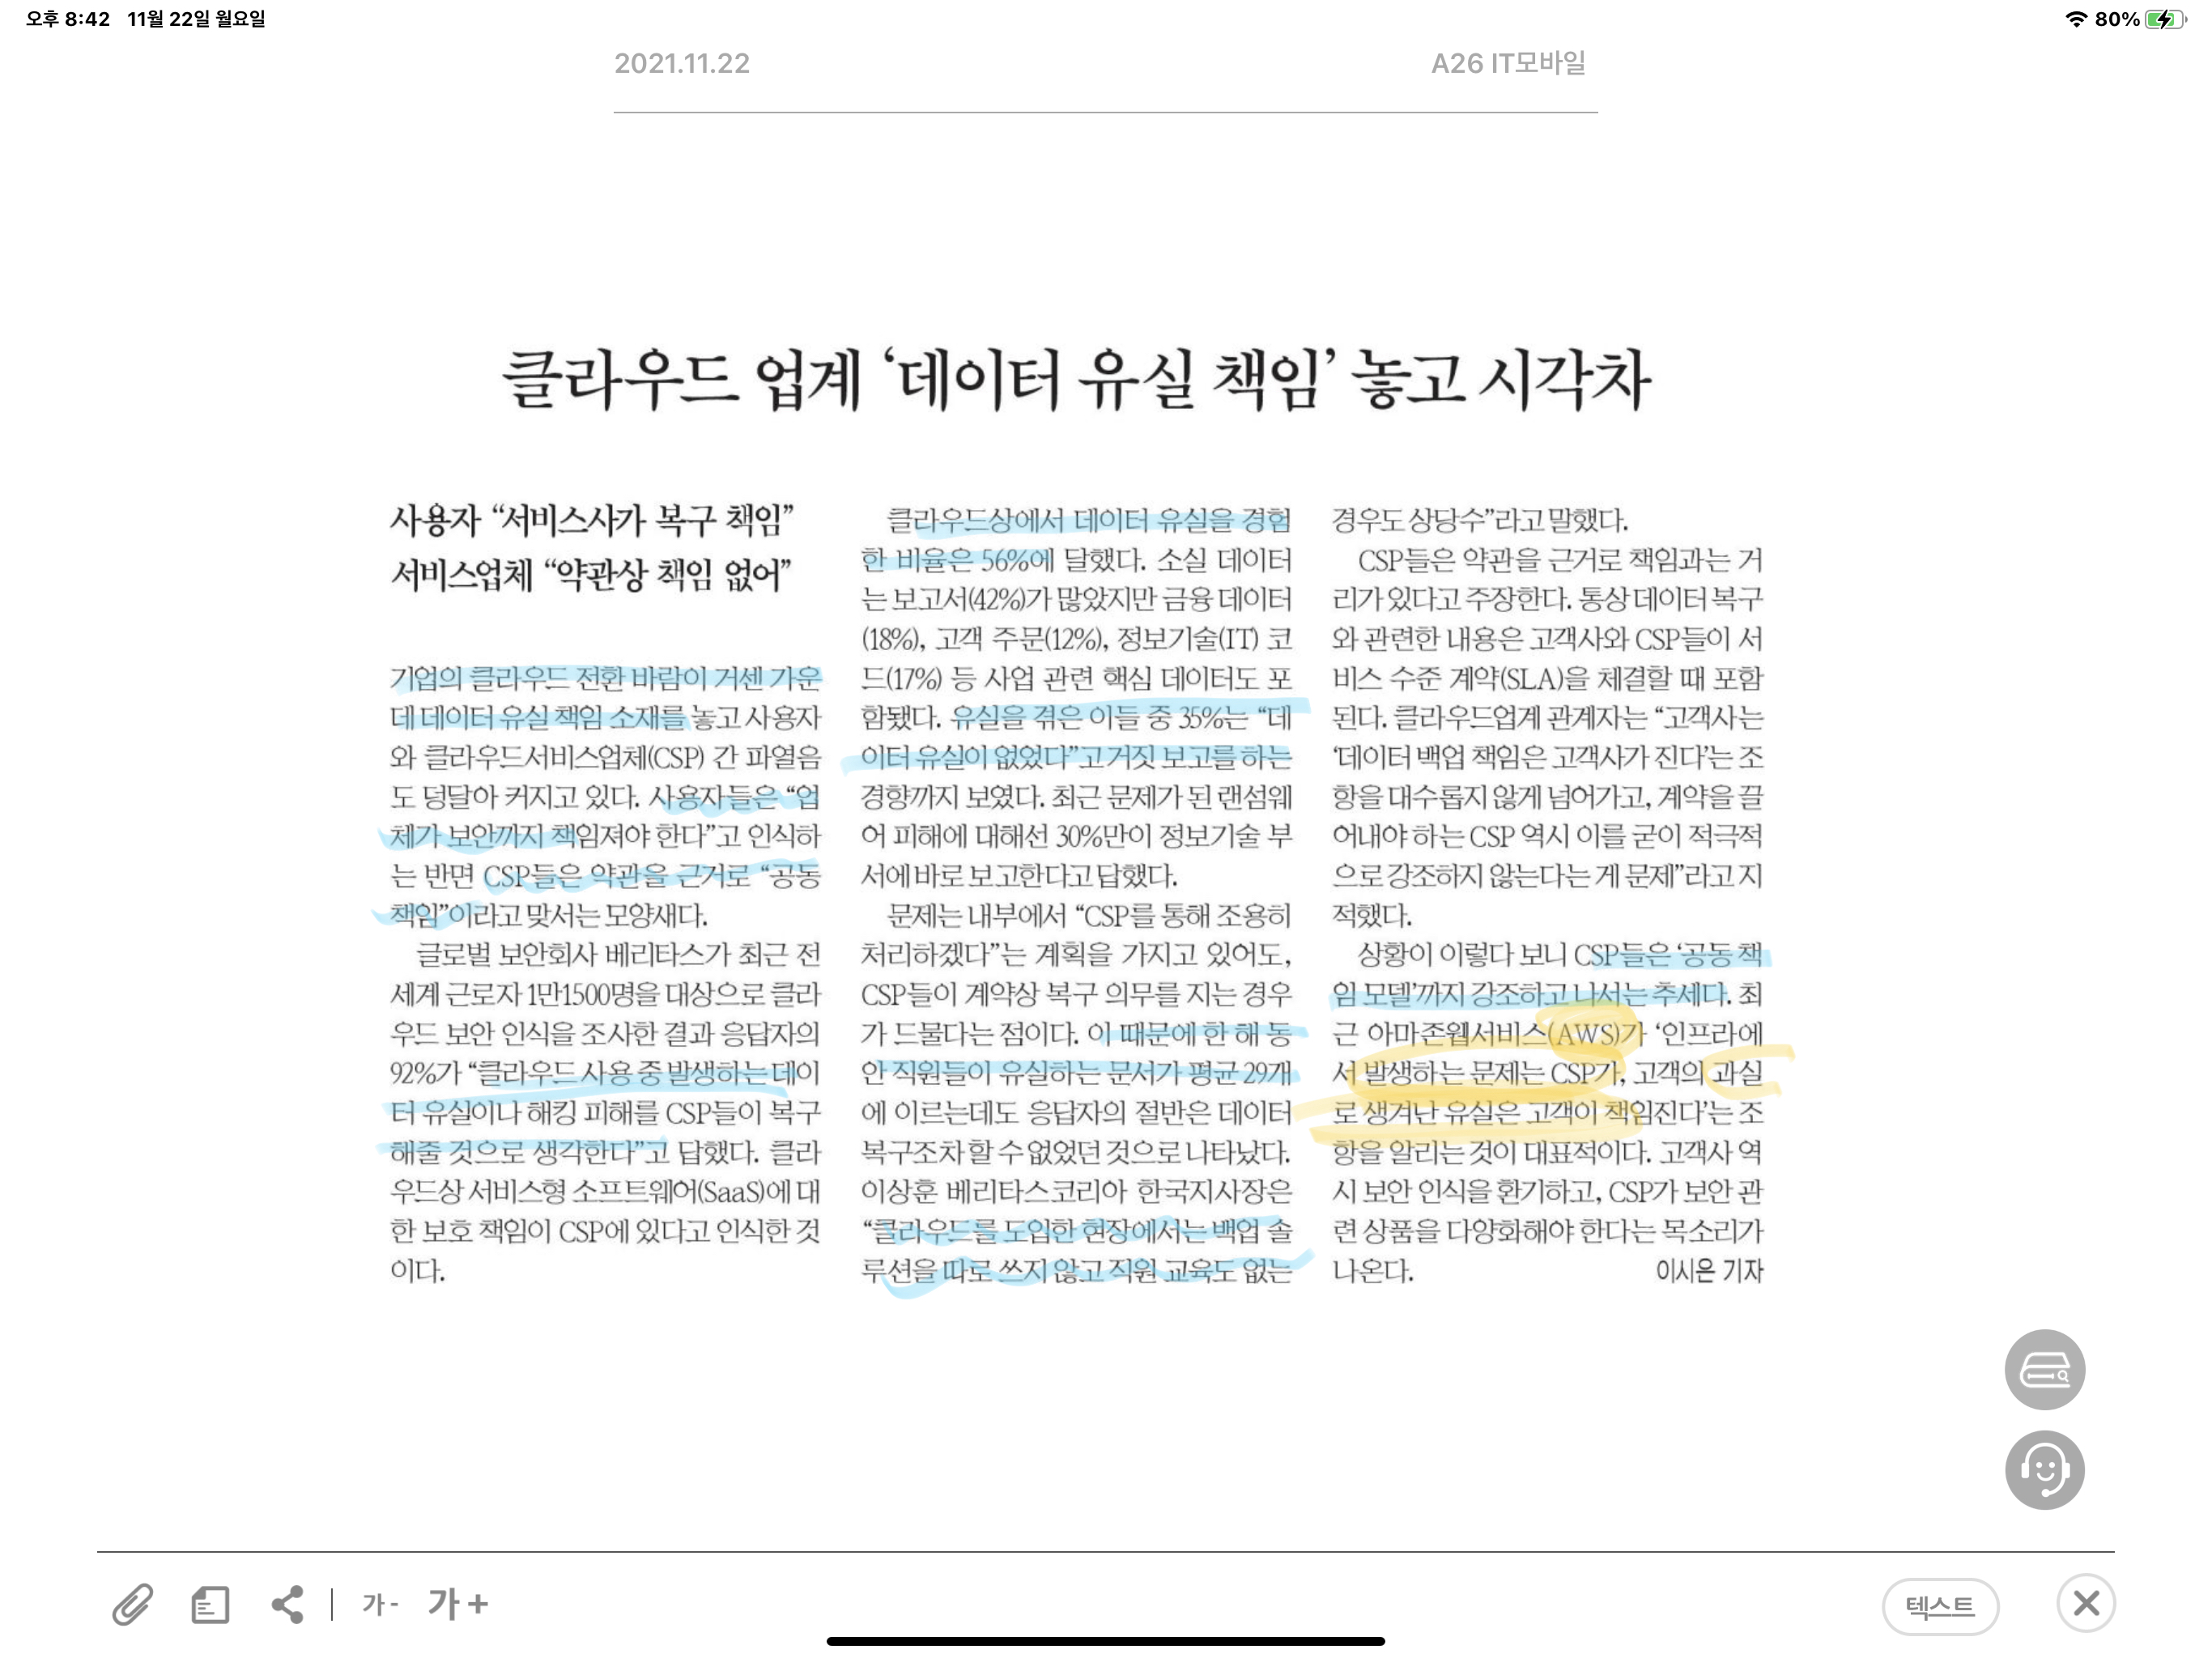 오후 8:42 11월 22일 월요일
80%
2021.11.22
A26 IT모바일
클라우드 업계 ‘데이터 유실 책임’ 놓고 시각차
사용자 “서비스사가 복구 책임”
서비스업체 “약관상 책임 없어”
기업의 클라우드 전환 바람이 거센 가운
데 데이터 유실 책임 소재를 놓고 사용자
와 클라우드서비스업체(CSP) 간 파열음
도 덩달아 커지고 있다. 사용자들은 “업
체가 보안까지 책임져야 한다”고 인식하
는 반면 CSP들은 약관을 근거로 “공동
책임”이라고 맞서는 모양새다.
글로벌 보안회사 베리타스가 최근 전
세계 근로자 1만1500명을 대상으로 클라
우드 보안 인식을 조사한 결과 응답자의
92%가 “클라우드 사용 중 발생하는 데이
터 유실이나 해킹 피해를 CSP들이 복구
해줄 것으로 생각한다”고 답했다. 클라
우드상 서비스형 소프트웨어(SaaS)에 대
한 보호 책임이 CSP에 있다고 인식한 것
이다.
클라우드상에서 데이터 유실을 경험
한 비율은 56%에 달했다. 소실 데이터
는 보고서(42%)가 많았지만 금융 데이터
(18%), 고객 주문(12%), 정보기술(IT) 코
드(17%) 등 사업 관련 핵심 데이터도 포
함됐다. 유실을 겪은 이들 중 35%는 “데
이터 유실이 없었다”고 거짓 보고를 하는
경향까지 보였다. 최근 문제가 된 랜섬웨
어 피해에 대해선 30%만이 정보기술 부
서에 바로 보고한다고 답했다.
문제는 내부에서 “CSP를 통해 조용히
처리하겠다”는 계획을 가지고 있어도,
CSP들이 계약상 복구 의무를 지는 경우
가 드물다는 점이다. 이 때문에 한 해 동
안 직원들이 유실하는 문서가 평균 29개
에 이르는데도 응답자의 절반은 데이터
복구조차 할 수 없었던 것으로 나타났다.
이상훈 베리타스코리아 한국지사장은
“클라우드를 도입한 현장에서는 백업 솔
루션을 따로 쓰지 않고 직원 교육도 없는
경우도 상당수”라고 말했다.
CSP들은 약관을 근거로 책임과는 거
리가 있다고 주장한다. 통상 데이터 복구
와 관련한 내용은 고객사와 CSP들이 서
비스 수준 계약(SLA)을 체결할 때 포함
된다. 클라우드업계 관계자는 “고객사는
‘데이터 백업 책임은 고객사가 진다’는 조
항을 대수롭지 않게 넘어가고, 계약을 끌
어내야 하는 CSP 역시 이를 굳이 적극적
으로 강조하지 않는다는 게 문제”라고 지
적했다.
상황이 이렇다 보니 CSP들은 ‘공동 책
임 모델’까지 강조하고 나서는 추세다. 최
근 아마존웹서비스(AWS)가 ‘인프라에
서 발생하는 문제는 CSP가, 고객의 과실
로 생겨난 유실은 고객이 책임진다’는 조
항을 알리는 것이 대표적이다. 고객사 역
시 보안 인식을 환기하고, CSP가 보안 관
련 상품을 다양화해야 한다는 목소리가
나온다. 이시은 기자
가- 가+
텍스트